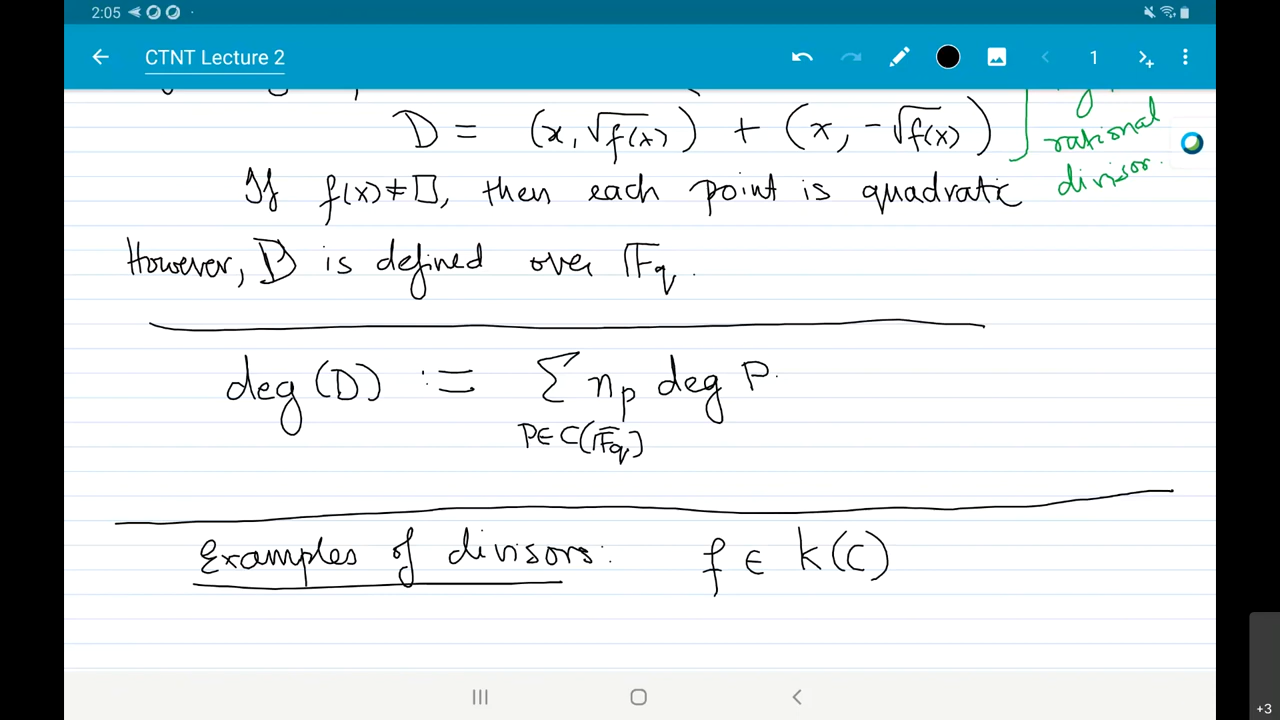 2:05
CTNT Lecture 2
1
D = (x, √f(x)) + (x, -√f(x))
rational
divisor.
If f(x) ≠ □, then each point is quadratic
However, D is defined over 𝔽q.
deg(D) := Σ nₚ deg P.
P∈C(𝔽̅q)
Examples of divisors: f ∈ k(C)
+3